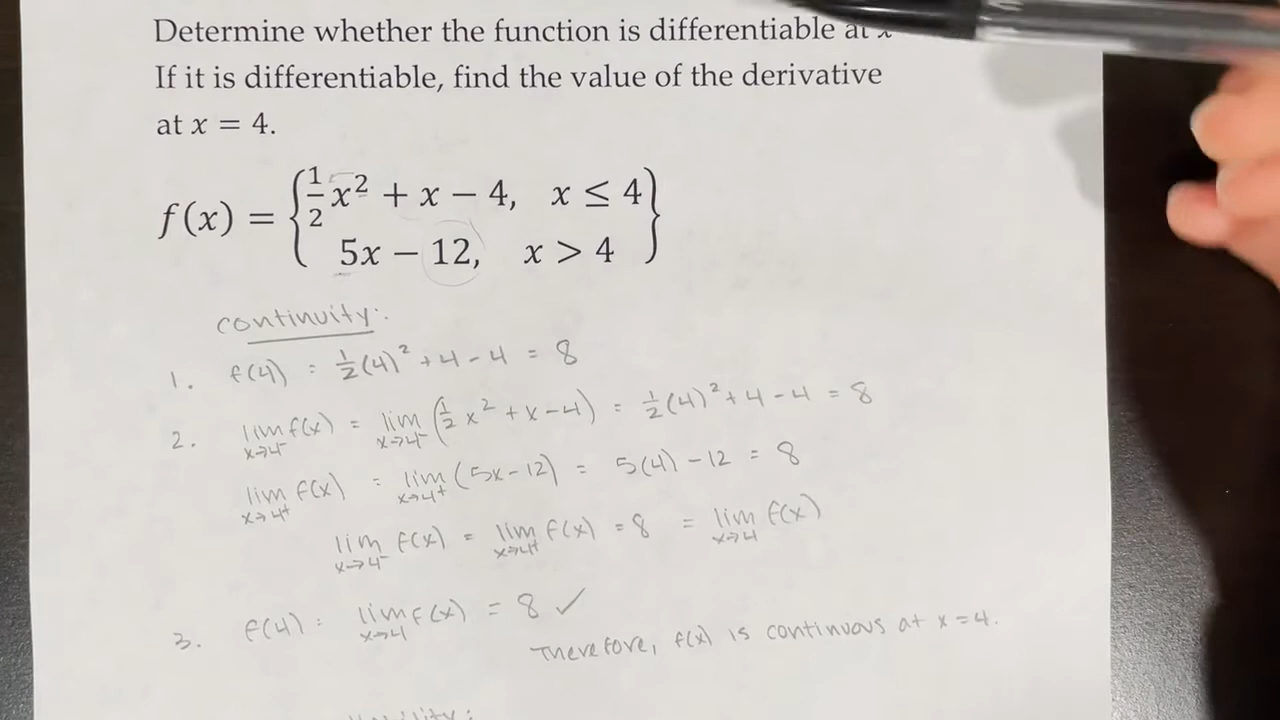 Determine whether the function is differentiable at x
If it is differentiable, find the value of the derivative
at x = 4.
f(x) = { 1/2 x² + x − 4, x ≤ 4
5x − 12, x > 4 }
continuity:
1. f(4) = 1/2(4)² + 4 - 4 = 8
2. lim x→4⁻ f(x) = lim x→4⁻ (1/2 x² + x - 4) = 1/2(4)² + 4 - 4 = 8
lim x→4⁺ f(x) = lim x→4⁺ (5x - 12) = 5(4) - 12 = 8
lim x→4⁻ f(x) = lim x→4⁺ f(x) = 8 = lim x→4 f(x)
3. f(4) = lim x→4 f(x) = 8 ✓
Therefore, f(x) is continuous at x = 4.